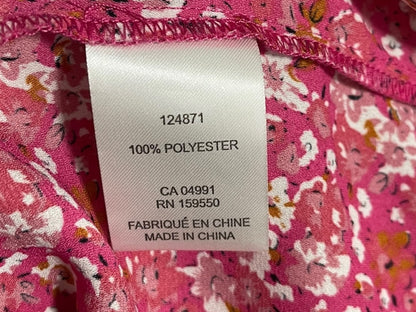 124871
100% POLYESTER
CA 04991
RN 159550
FABRIQUÉ EN CHINE
MADE IN CHINA